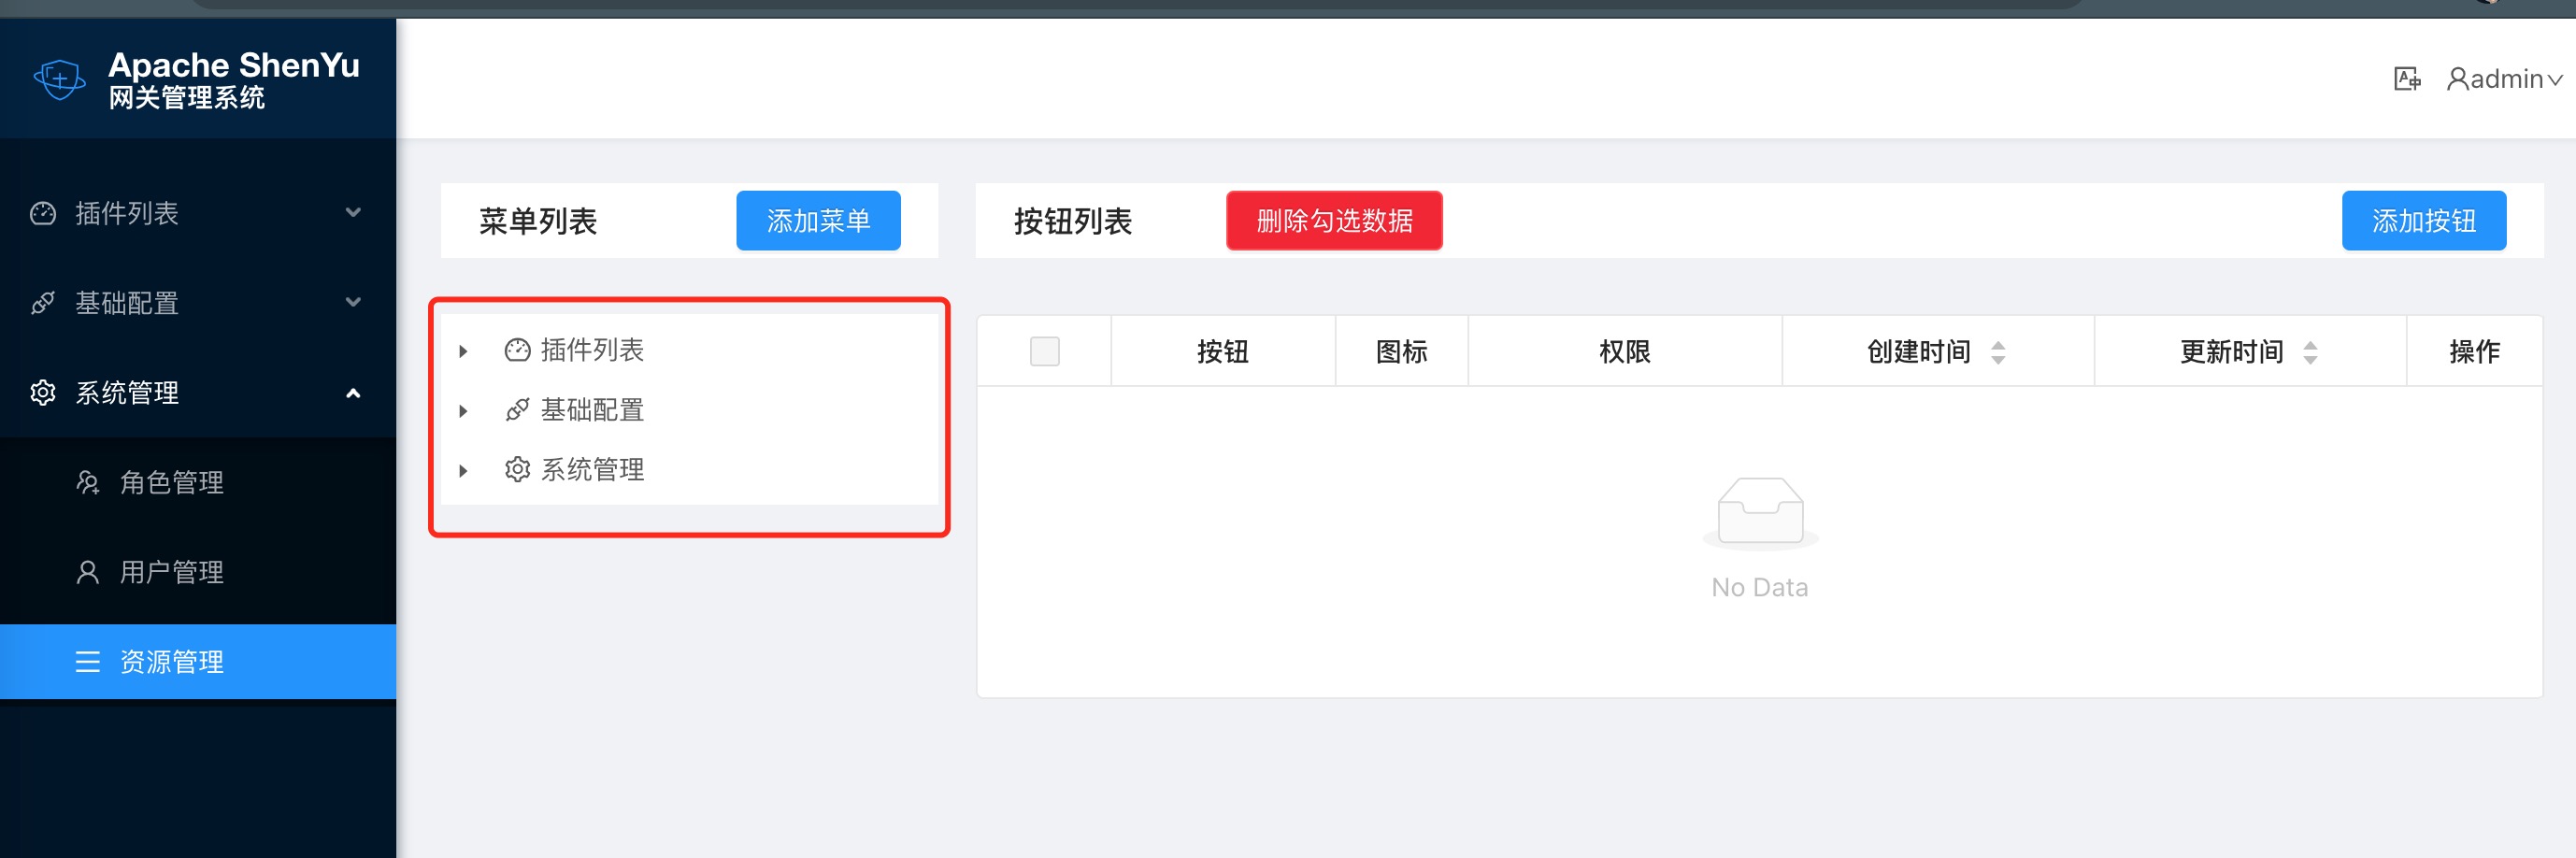 Apache ShenYu
网关管理系统
admin
插件列表
基础配置
系统管理
角色管理
用户管理
资源管理
菜单列表
添加菜单
按钮列表
删除勾选数据
添加按钮
插件列表
基础配置
系统管理
按钮 图标 权限 创建时间 更新时间 操作
No Data